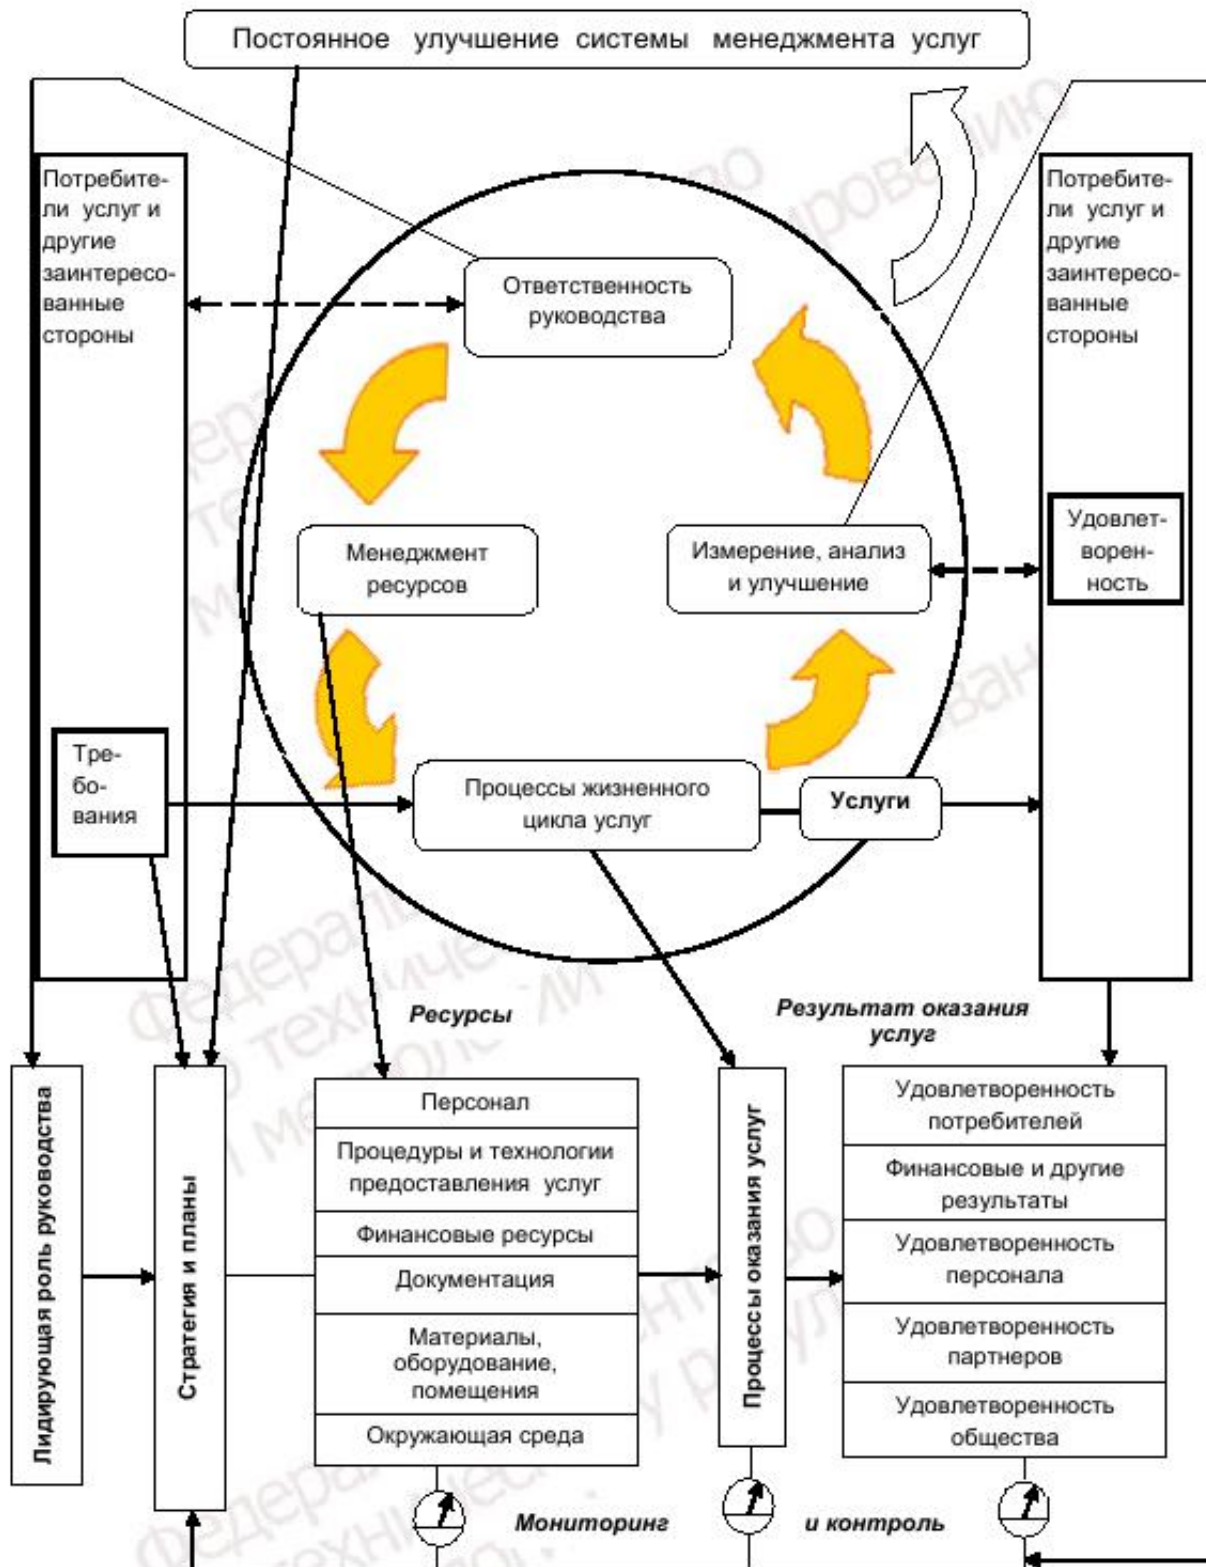 Постоянное улучшение системы менеджмента услуг
Потребите-
ли услуг и
другие
заинтересо-
ванные
стороны
Потребите-
ли услуг и
другие
заинтересо-
ванные
стороны
Ответственность
руководства
Менеджмент
ресурсов
Измерение, анализ
и улучшение
Удовлет-
ворен-
ность
Тре-
бо-
вания
Процессы жизненного
цикла услуг
Услуги
Ресурсы
Результат оказания
услуг
Лидирующая роль руководства
Стратегия и планы
Персонал
Процедуры и технологии
предоставления услуг
Финансовые ресурсы
Документация
Материалы,
оборудование,
помещения
Окружающая среда
Процессы оказания услуг
Удовлетворенность
потребителей
Финансовые и другие
результаты
Удовлетворенность
персонала
Удовлетворенность
партнеров
Удовлетворенность
общества
Мониторинг и контроль